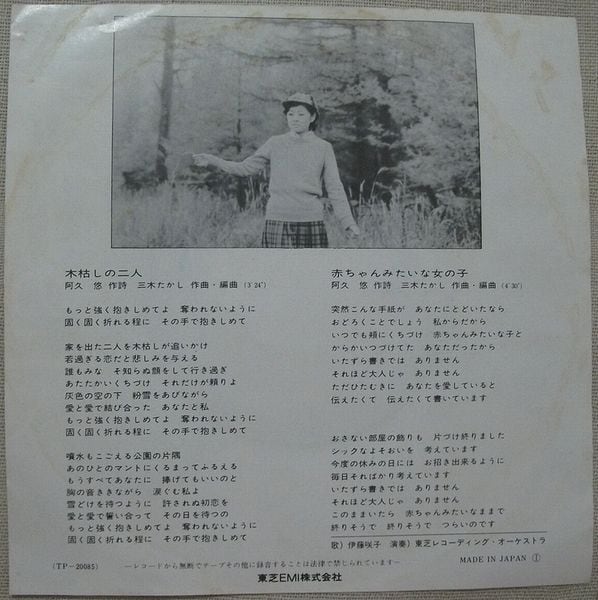 木枯しの二人
阿久 悠 作詩 三木たかし 作曲・編曲 (3′24″)
もっと強く抱きしめてよ 奪われないように
固く固く折れる程に その手で抱きしめて
家を出た二人を木枯しが追いかけ
若過ぎる恋だと悲しみを与える
誰もみな そ知らぬ顔をして行き過ぎ
あたたかいくちづけ それだけが頼りよ
灰色の空の下 粉雪をあびながら
愛と愛で結び合った あなたと私
もっと強く抱きしめてよ 奪われないように
固く固く折れる程に その手で抱きしめて
噴水もこごえる公園の片隅
あのひとのマントにくるまってふるえる
もうすべてあなたに 捧げてもいいのと
胸の音ききながら 涙ぐむ私よ
雪どけを待つように 許されぬ初恋を
愛と愛で誓い合って その日を待つの
もっと強く抱きしめてよ 奪われないように
固く固く折れる程に その手で抱きしめて
赤ちゃんみたいな女の子
阿久 悠 作詩 三木たかし 作曲・編曲 (4′30″)
突然こんな手紙が あなたにとどいたなら
おどろくことでしょう 私からだから
いつでも頬にくちづけ 赤ちゃんみたいな女の子と
からかいつづけてた あなただったから
いたずら書きでは ありません
それほど大人じゃ ありません
ただひたむきに あなたを愛していると
伝えたくて 伝えたくて書いています
おさない部屋の飾りも 片づけ終りました
シックなよそおいを 考えています
今度の休みの日には お招き出来るように
毎日そればかり考えています
いたずら書きでは ありません
それほど大人じゃ ありません
このままいたら 赤ちゃんみたいなままで
終りそうで 終りそうで つらいのです
歌)伊藤咲子 演奏)東芝レコーディング・オーケストラ
(TP-20085)
―レコードから無断でテープその他に録音することは法律で禁じられています―
MADE IN JAPAN ①
東芝EMI株式会社